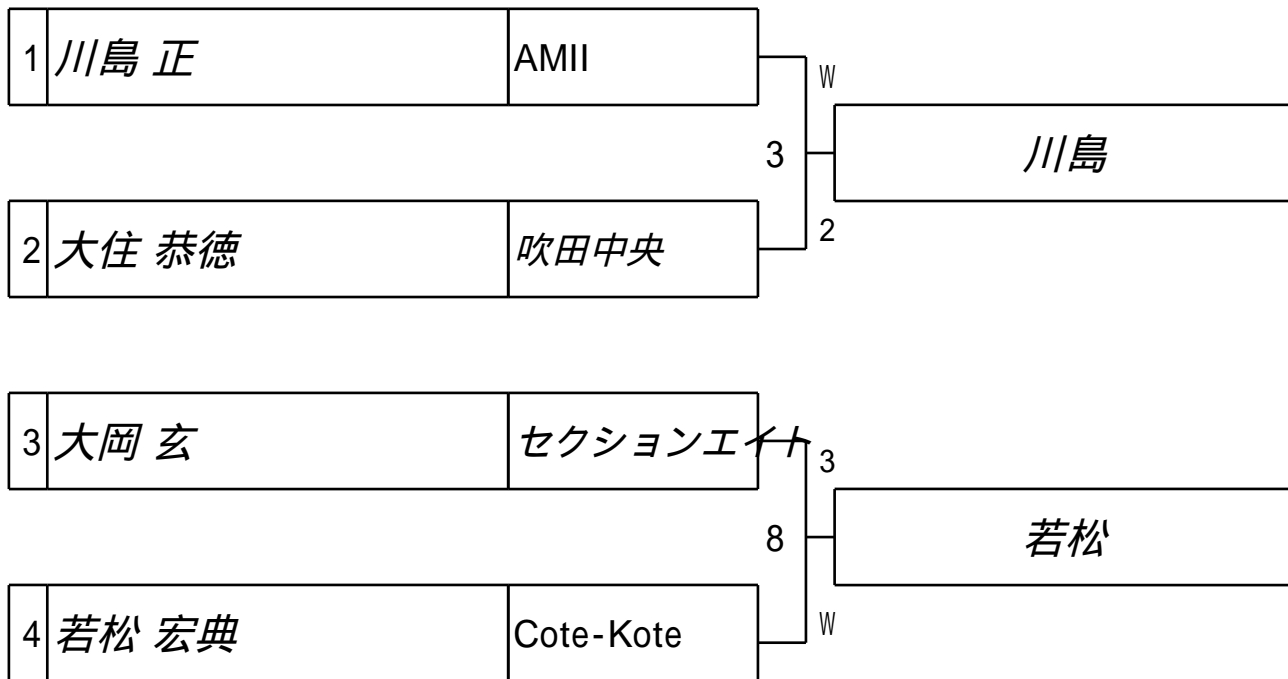 1 川島 正 AMII
W
3 川島
2
2 大住 恭徳 吹田中央
3 大岡 玄 セクションエイト
3
8 若松
4 若松 宏典 Cote-Kote
W